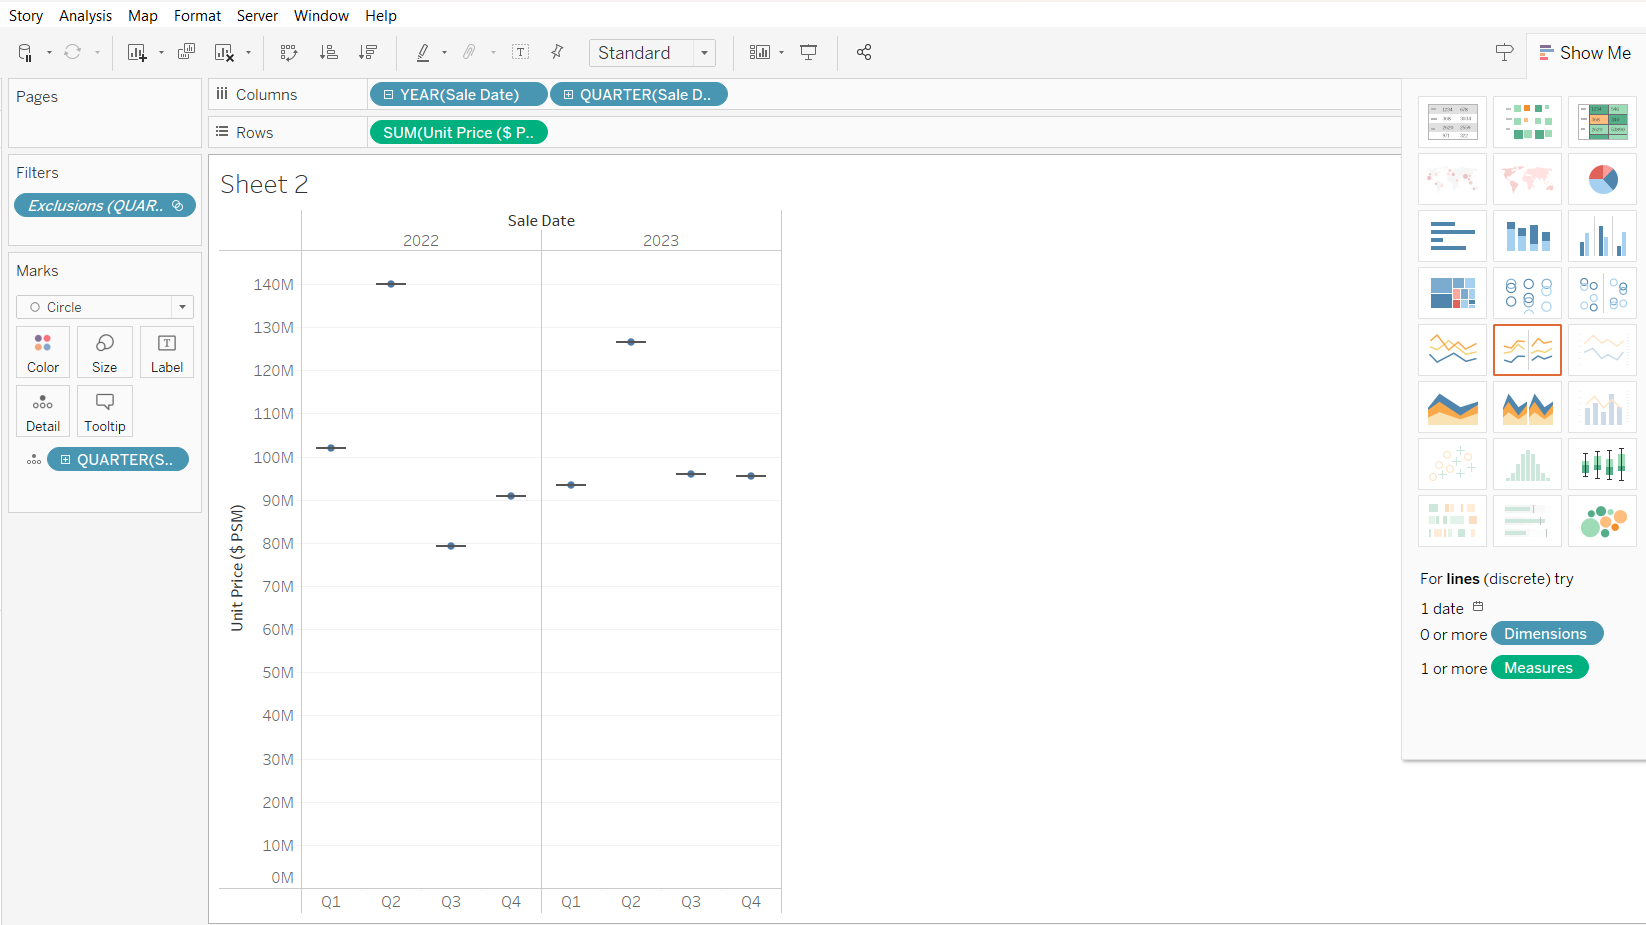 Story Analysis Map Format Server Window Help
Standard
Show Me
Pages
Columns
YEAR(Sale Date)
QUARTER(Sale D..
Rows
SUM(Unit Price ($ P..
Filters
Exclusions (QUAR..
Marks
Circle
Color
Size
Label
Detail
Tooltip
QUARTER(S..
Sheet 2
Sale Date
2022
2023
Unit Price ($ PSM)
140M
130M
120M
110M
100M
90M
80M
70M
60M
50M
40M
30M
20M
10M
0M
Q1 Q2 Q3 Q4 Q1 Q2 Q3 Q4
For lines (discrete) try
1 date
0 or more Dimensions
1 or more Measures